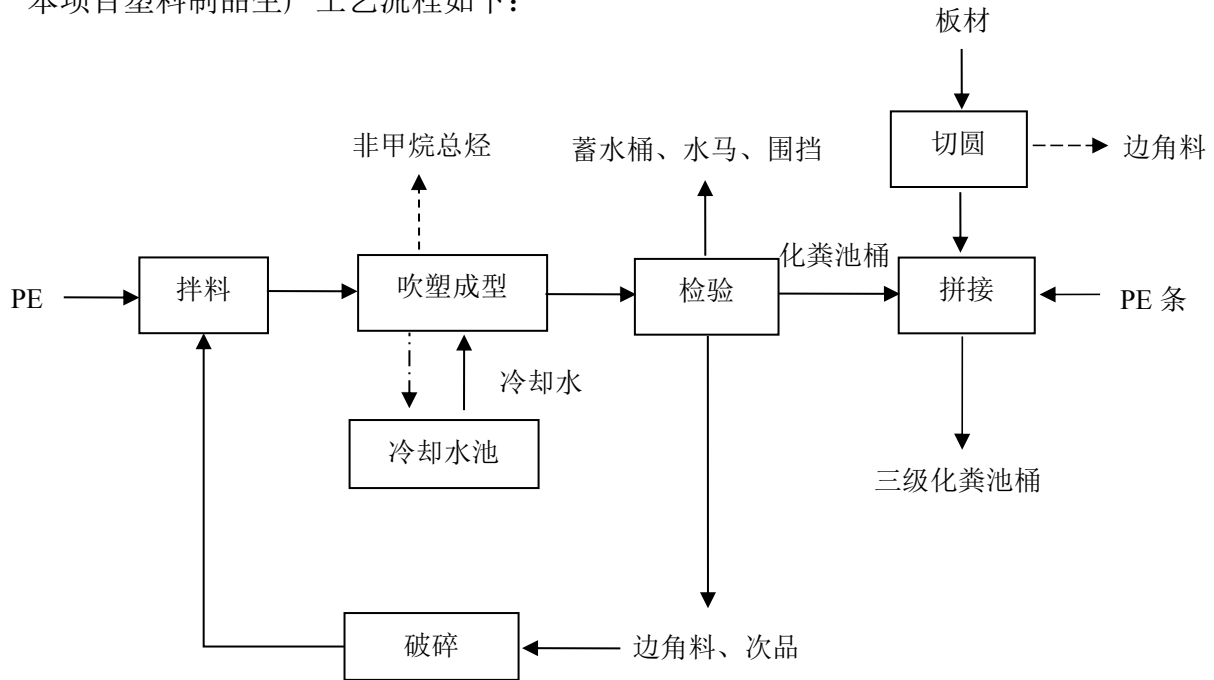 本项目塑料制品生产工艺流程如下：
板材
非甲烷总烃
蓄水桶、水马、围挡
切圆
边角料
化粪池桶
PE
拌料
吹塑成型
检验
拼接
PE 条
冷却水
冷却水池
三级化粪池桶
破碎
边角料、次品